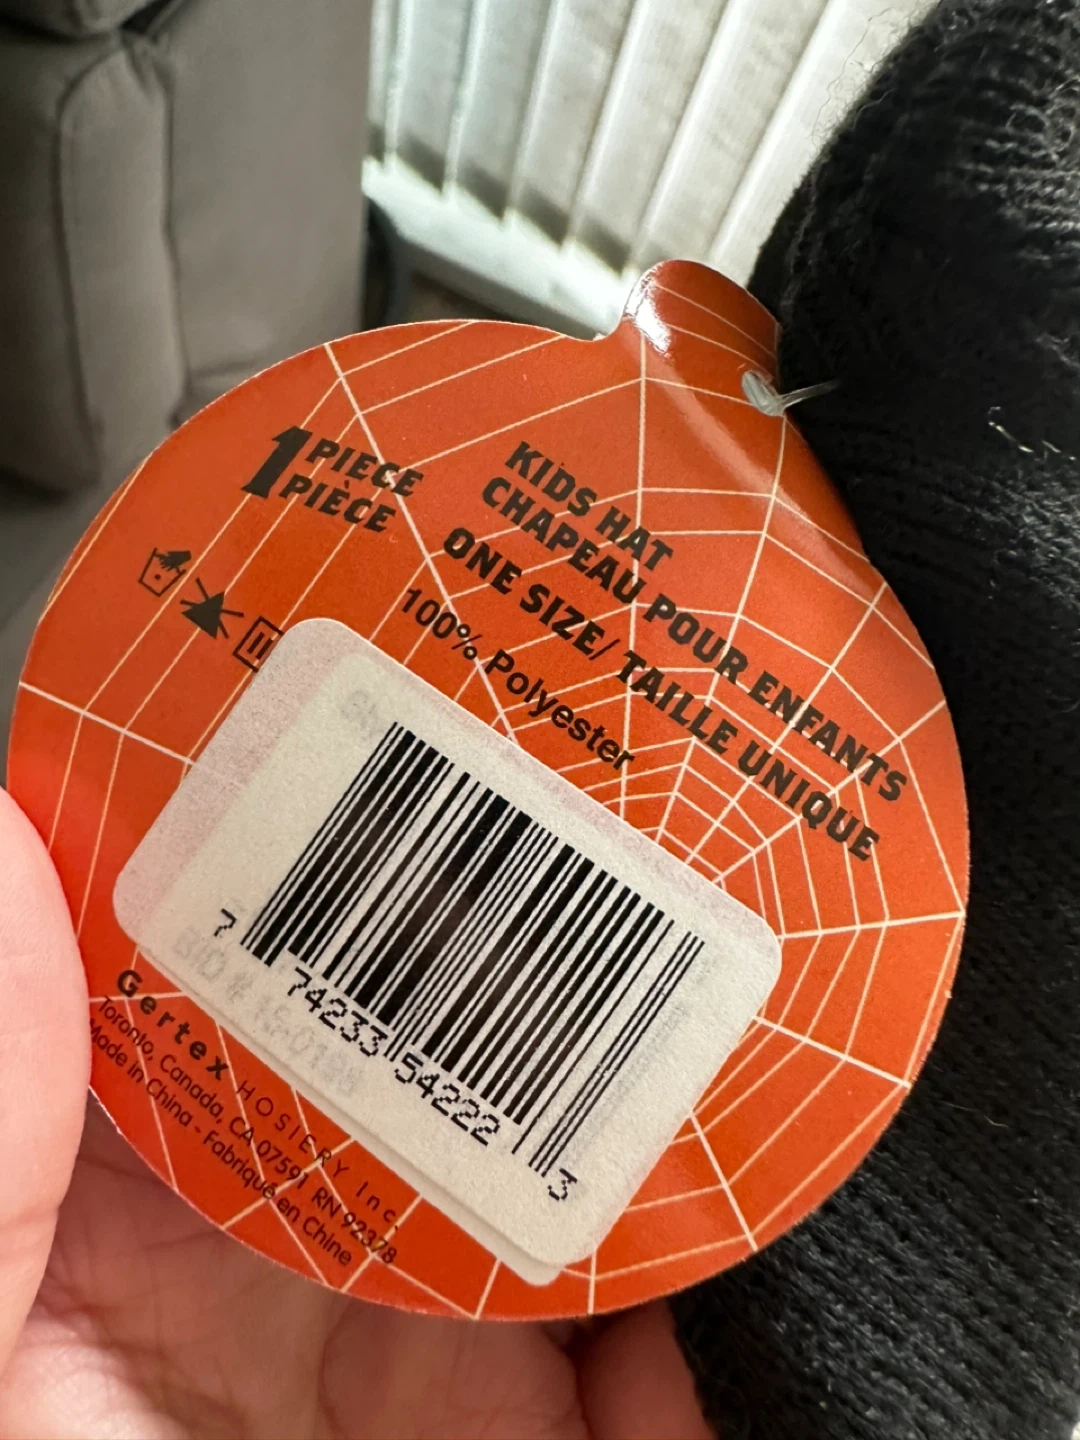 1 PIECE
PIÈCE
KIDS HAT
CHAPEAU POUR ENFANTS
ONE SIZE/ TAILLE UNIQUE
100% Polyester
7 74233 54222 3
Gertex HOSIERY Inc.
Toronto, Canada, CA 07591 RN 92378
Made in China - Fabriqué en Chine